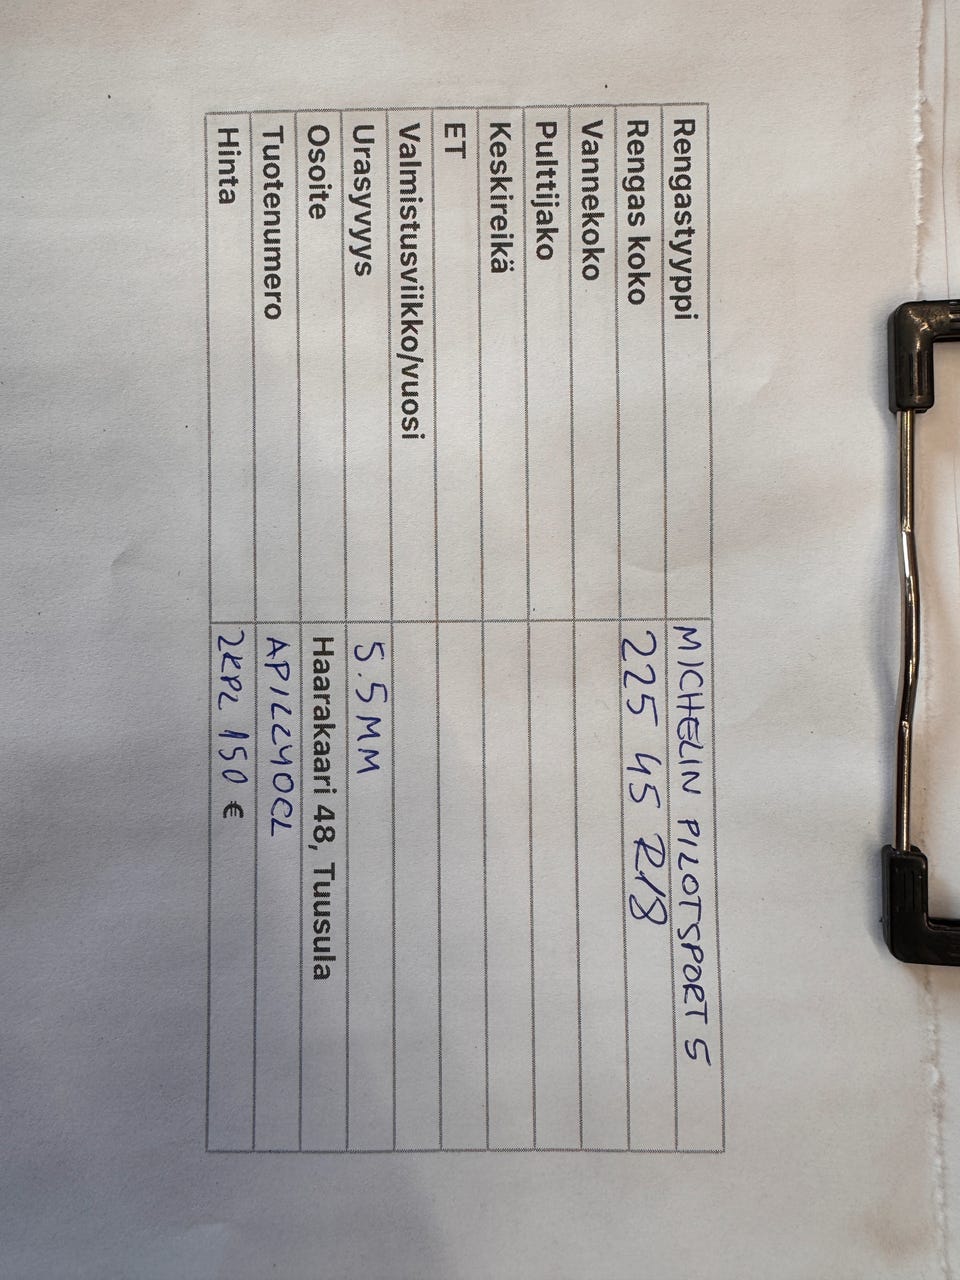 Rengastyyppi MICHELIN PILOTSPORT 5
Rengas koko 225 45 R18
Vannekoko
Pulttijako
Keskireikä
ET
Valmistusviikko/vuosi
Urasyvyys 5.5MM
Osoite Haarakaari 48, Tuusula
Tuotenumero
Hinta 2KPL 150 €